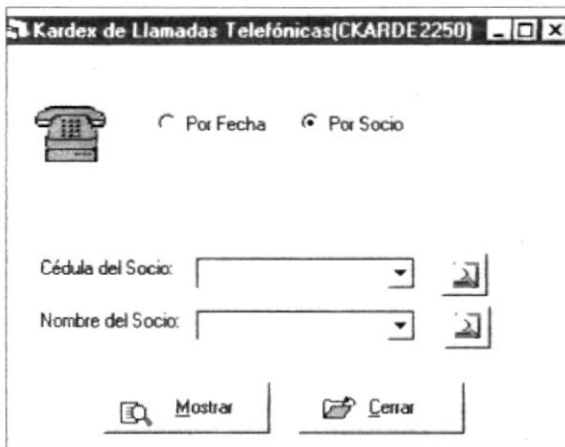 Kardex de Llamadas Telefónicas(CKARDE2250)
Por Fecha Por Socio
Cédula del Socio:
Nombre del Socio:
Mostrar Cerrar